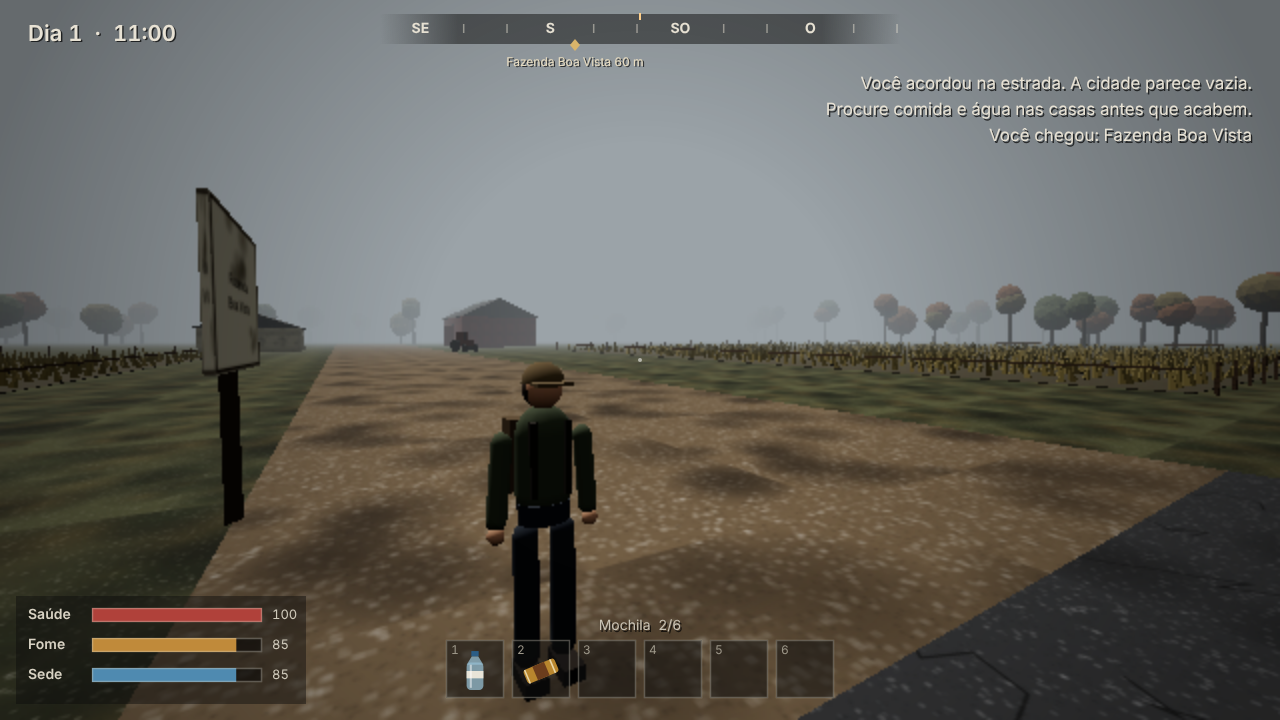 Dia 1 · 11:00
SE S SO O
Fazenda Boa Vista 60 m
Você acordou na estrada. A cidade parece vazia.
Procure comida e água nas casas antes que acabem.
Você chegou: Fazenda Boa Vista
Boa Vista
Saúde 100
Fome 85
Sede 85
Mochila 2/6
1 2 3 4 5 6